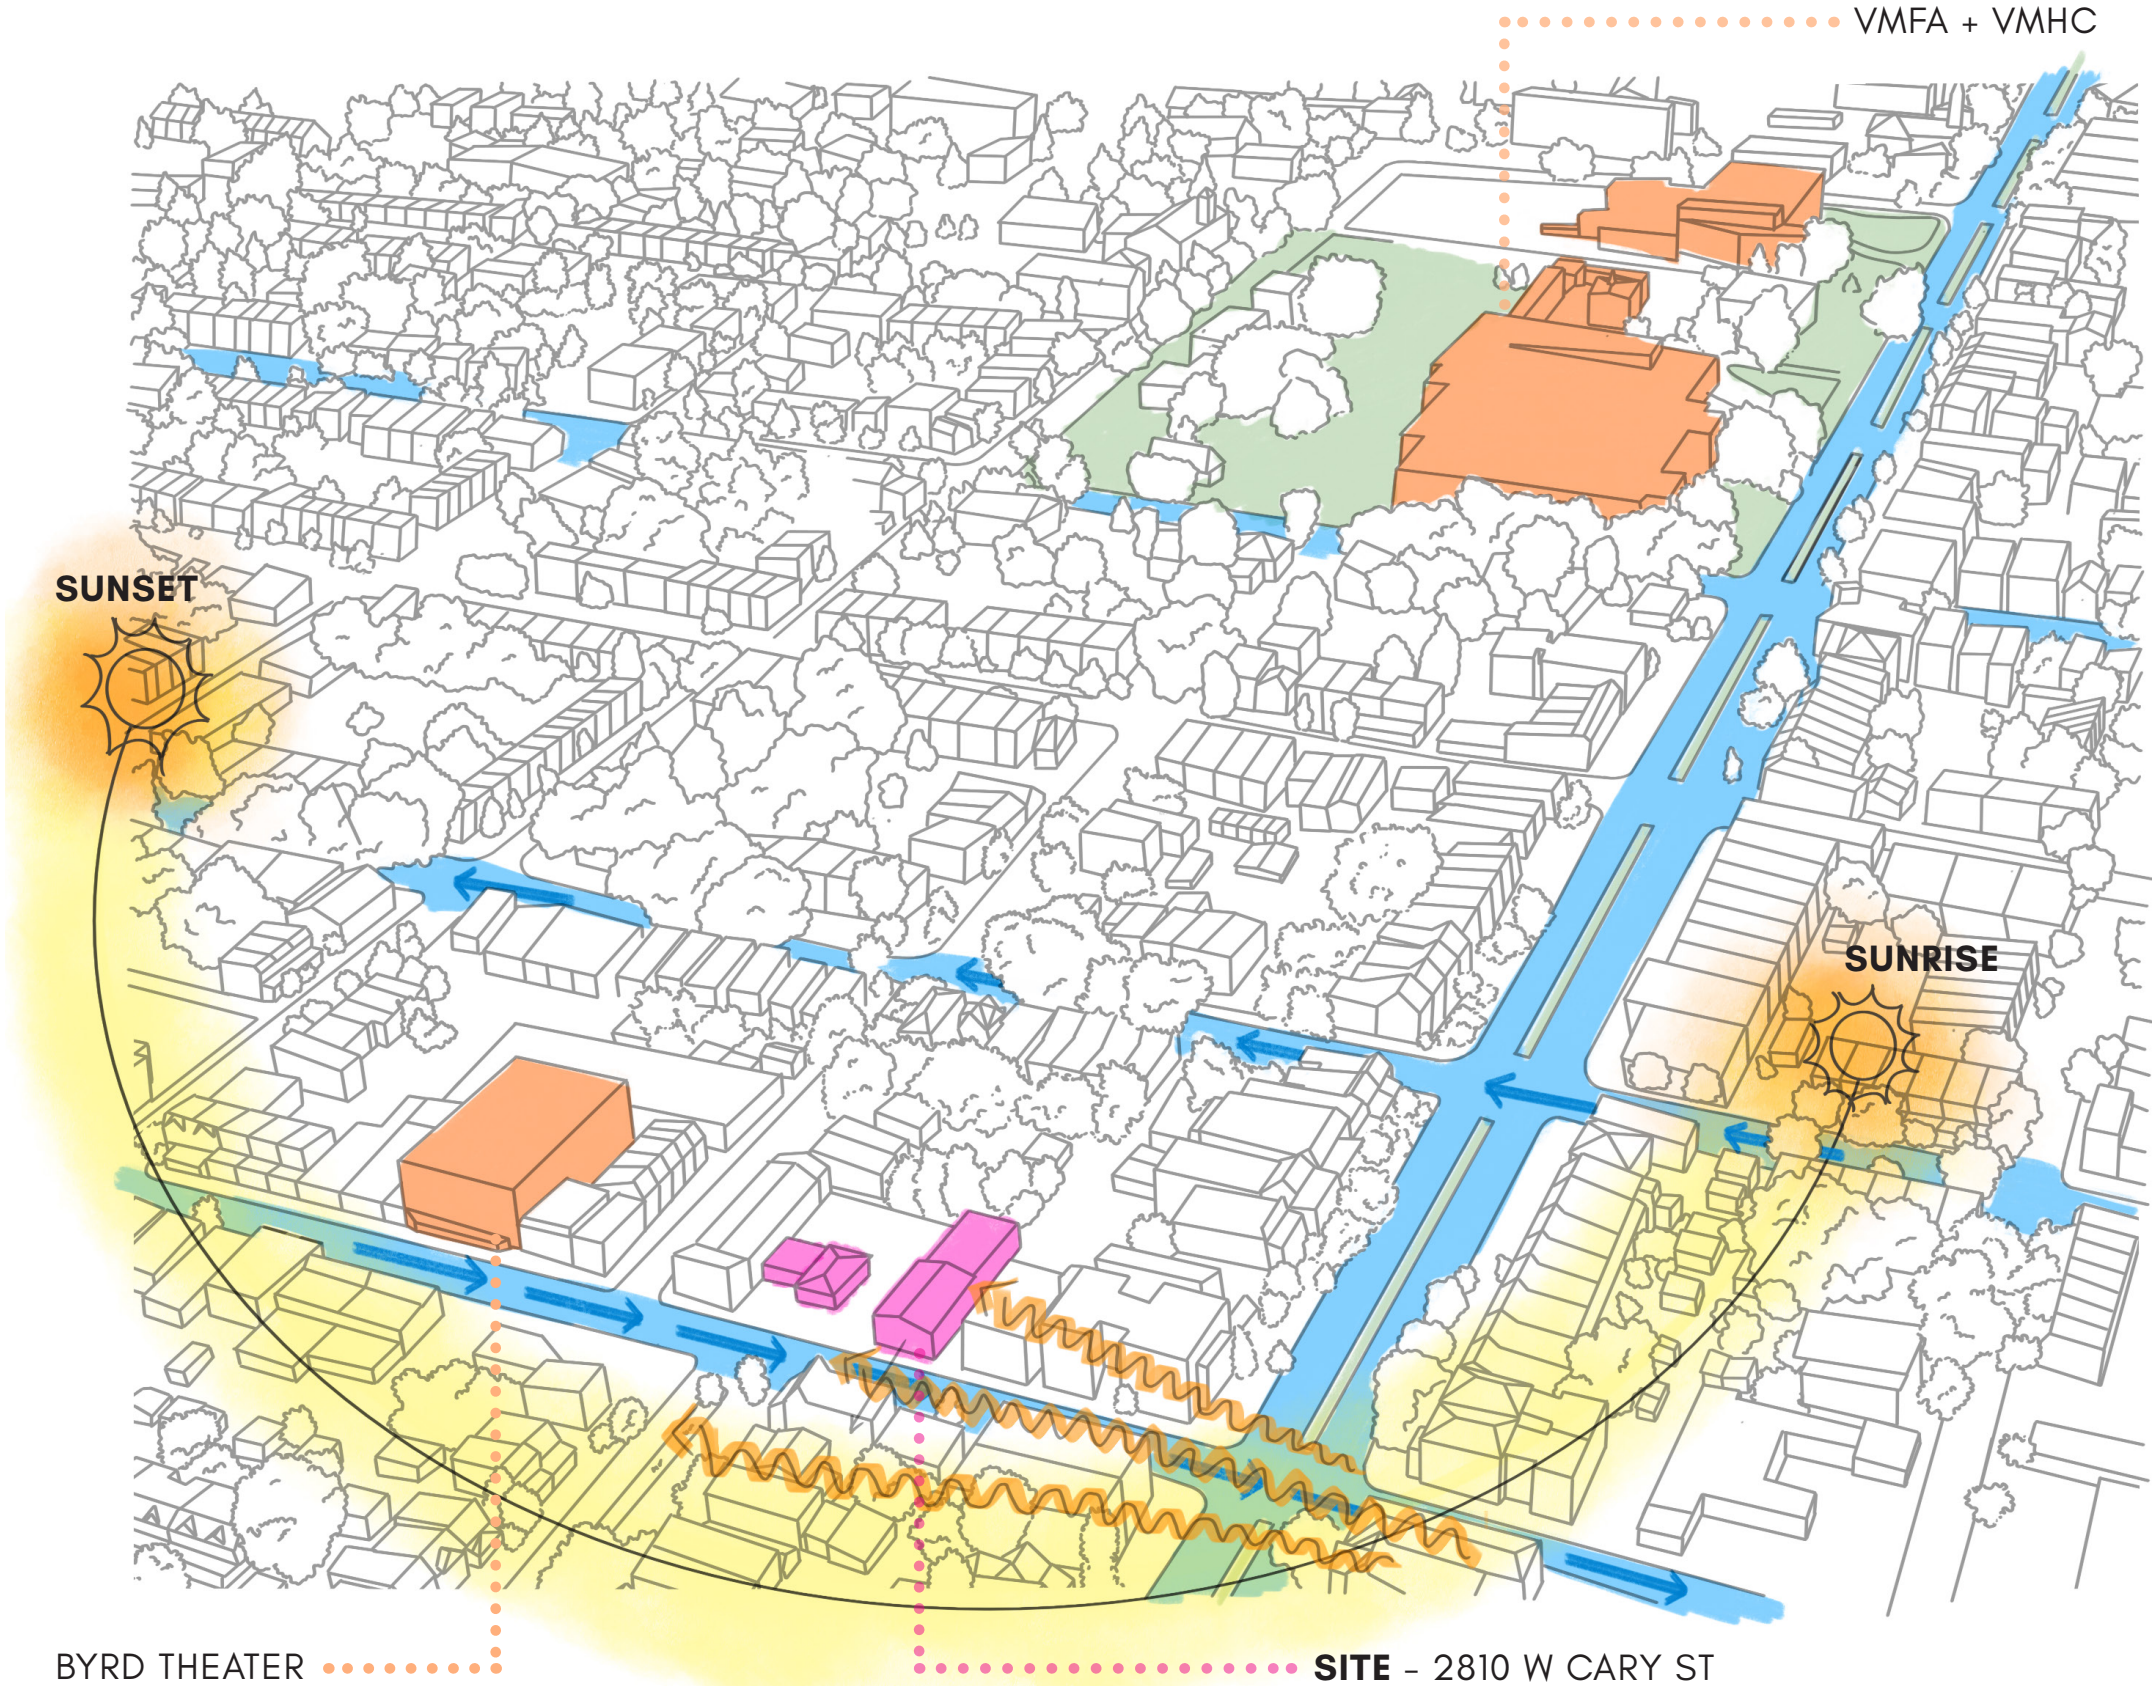 VMFA + VMHC
SUNSET
SUNRISE
BYRD THEATER
SITE – 2810 W CARY ST